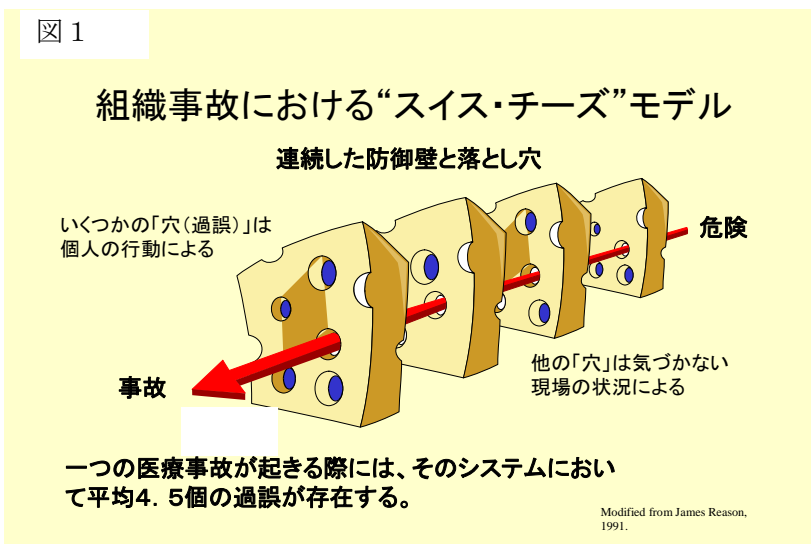 図１
組織事故における“スイス・チーズ”モデル
連続した防御壁と落とし穴
いくつかの「穴(過誤)」は
個人の行動による
危険
他の「穴」は気づかない
現場の状況による
事故
一つの医療事故が起きる際には、そのシステムにおい
て平均４．５個の過誤が存在する。
Modified from James Reason,
1991.